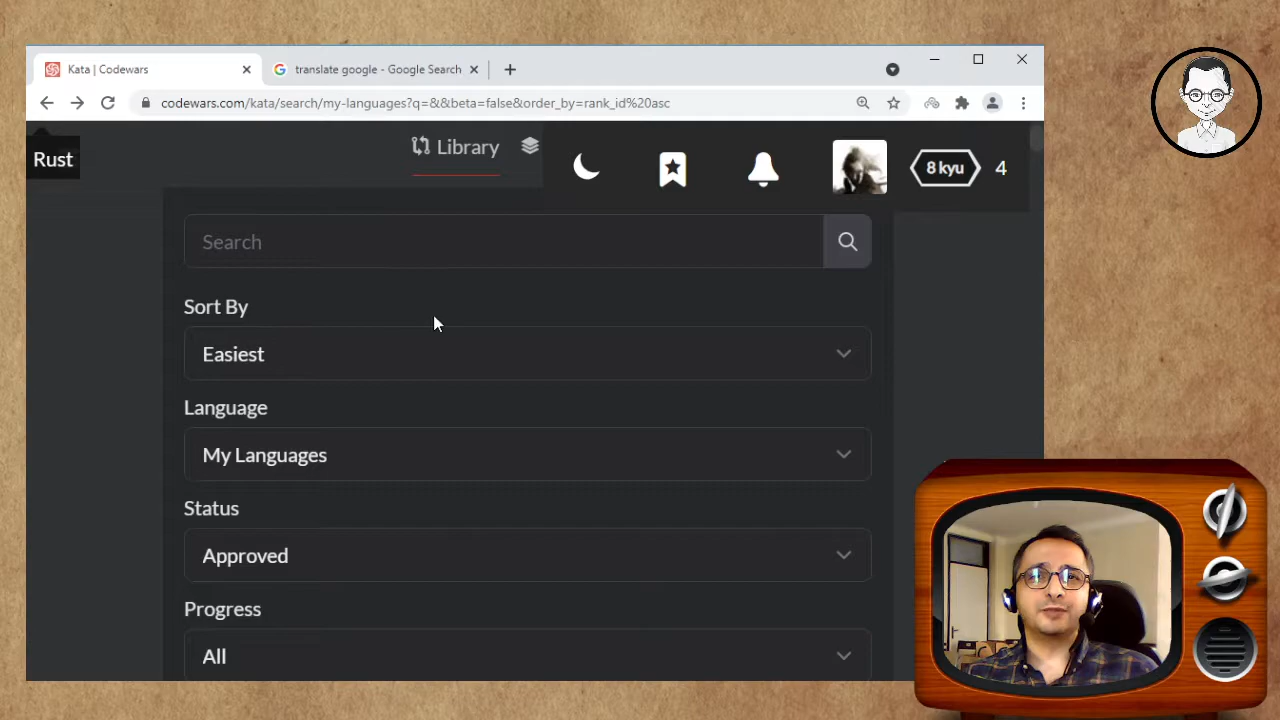 Kata | Codewars
translate google - Google Search
codewars.com/kata/search/my-languages?q=&&beta=false&order_by=rank_id%20asc
Rust
Library
8 kyu
4
Search
Sort By
Easiest
Language
My Languages
Status
Approved
Progress
All